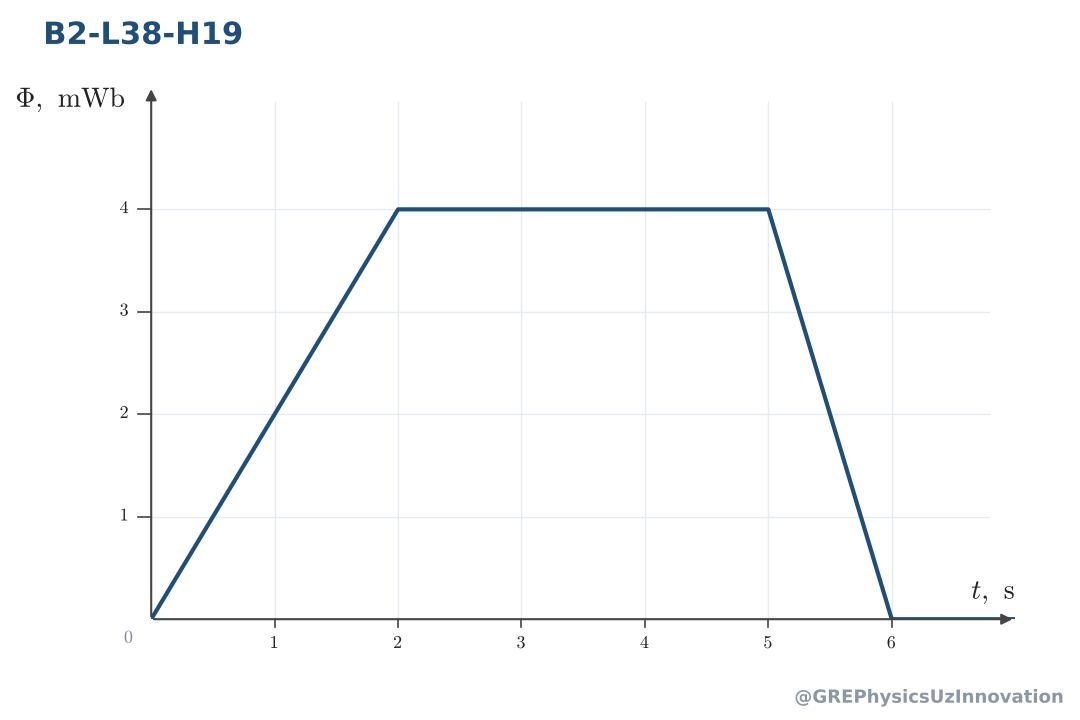 B2-L38-H19
Φ, mWb
4
3
2
1
0
1 2 3 4 5 6
t, s
@GREPhysicsUzInnovation